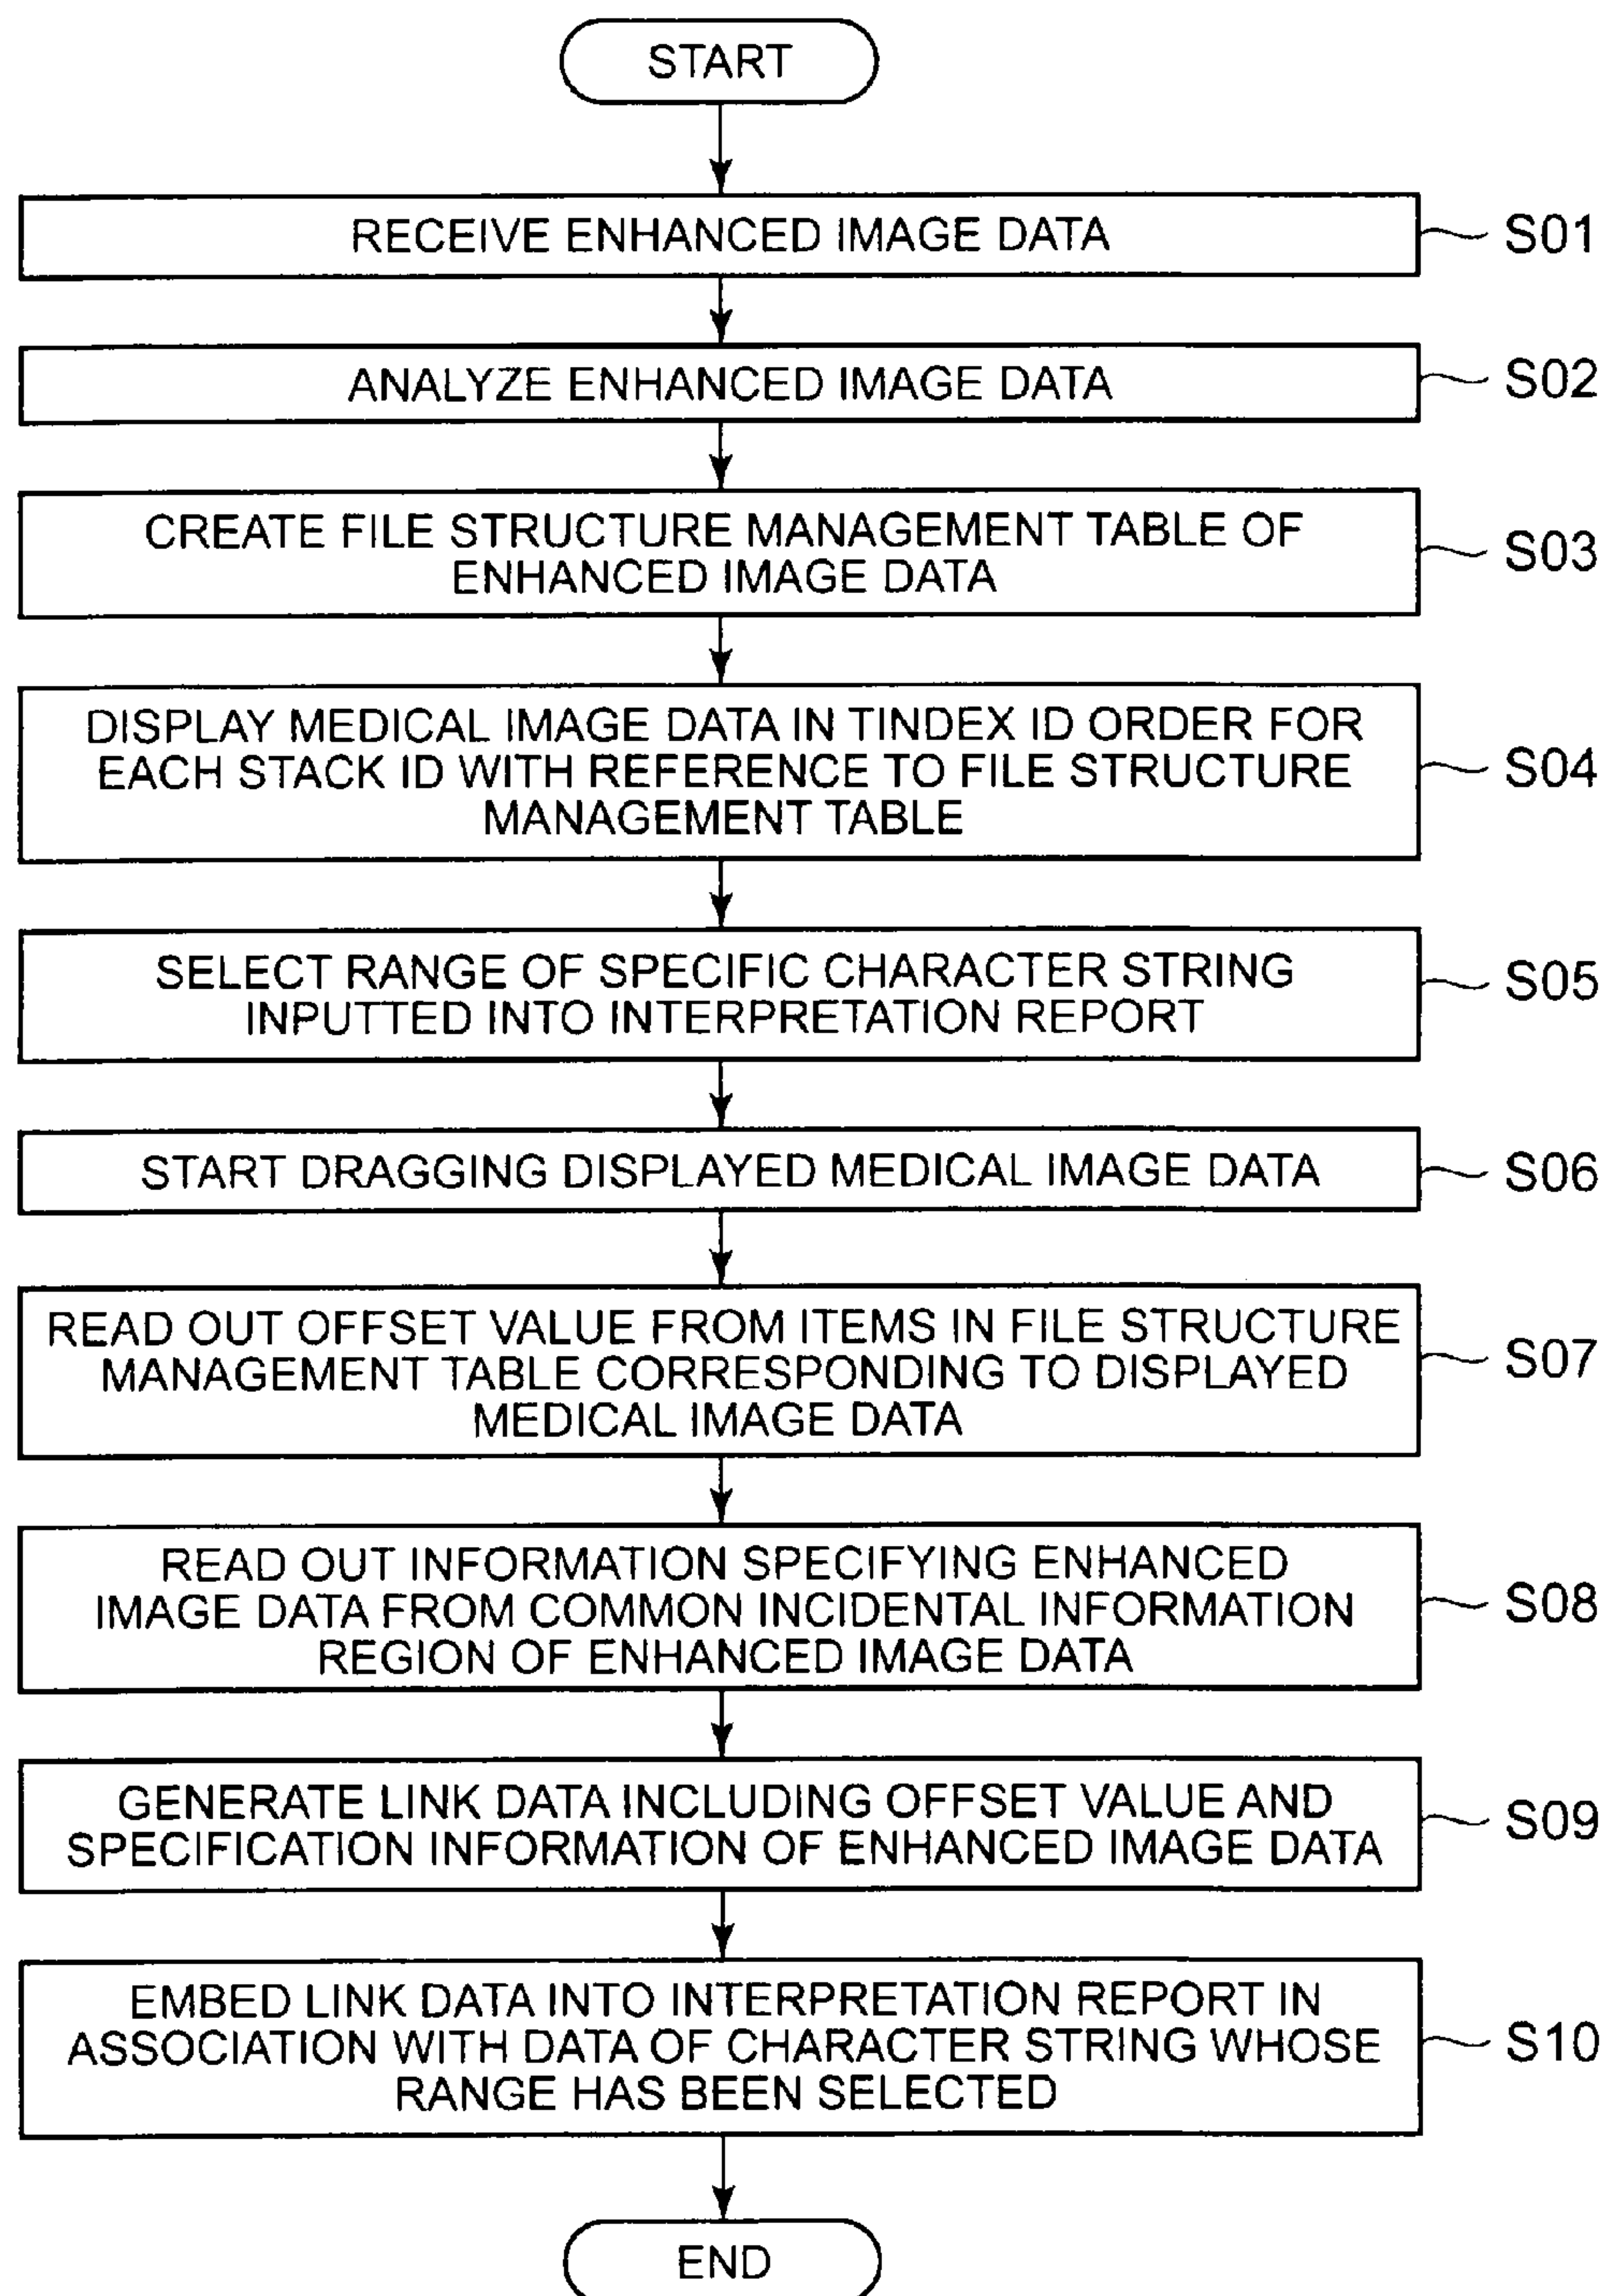 START
RECEIVE ENHANCED IMAGE DATA
S01
ANALYZE ENHANCED IMAGE DATA
S02
CREATE FILE STRUCTURE MANAGEMENT TABLE OF
ENHANCED IMAGE DATA
S03
DISPLAY MEDICAL IMAGE DATA IN TINDEX ID ORDER FOR
EACH STACK ID WITH REFERENCE TO FILE STRUCTURE
MANAGEMENT TABLE
S04
SELECT RANGE OF SPECIFIC CHARACTER STRING
INPUTTED INTO INTERPRETATION REPORT
S05
START DRAGGING DISPLAYED MEDICAL IMAGE DATA
S06
READ OUT OFFSET VALUE FROM ITEMS IN FILE STRUCTURE
MANAGEMENT TABLE CORRESPONDING TO DISPLAYED
MEDICAL IMAGE DATA
S07
READ OUT INFORMATION SPECIFYING ENHANCED
IMAGE DATA FROM COMMON INCIDENTAL INFORMATION
REGION OF ENHANCED IMAGE DATA
S08
GENERATE LINK DATA INCLUDING OFFSET VALUE AND
SPECIFICATION INFORMATION OF ENHANCED IMAGE DATA
S09
EMBED LINK DATA INTO INTERPRETATION REPORT IN
ASSOCIATION WITH DATA OF CHARACTER STRING WHOSE
RANGE HAS BEEN SELECTED
S10
END